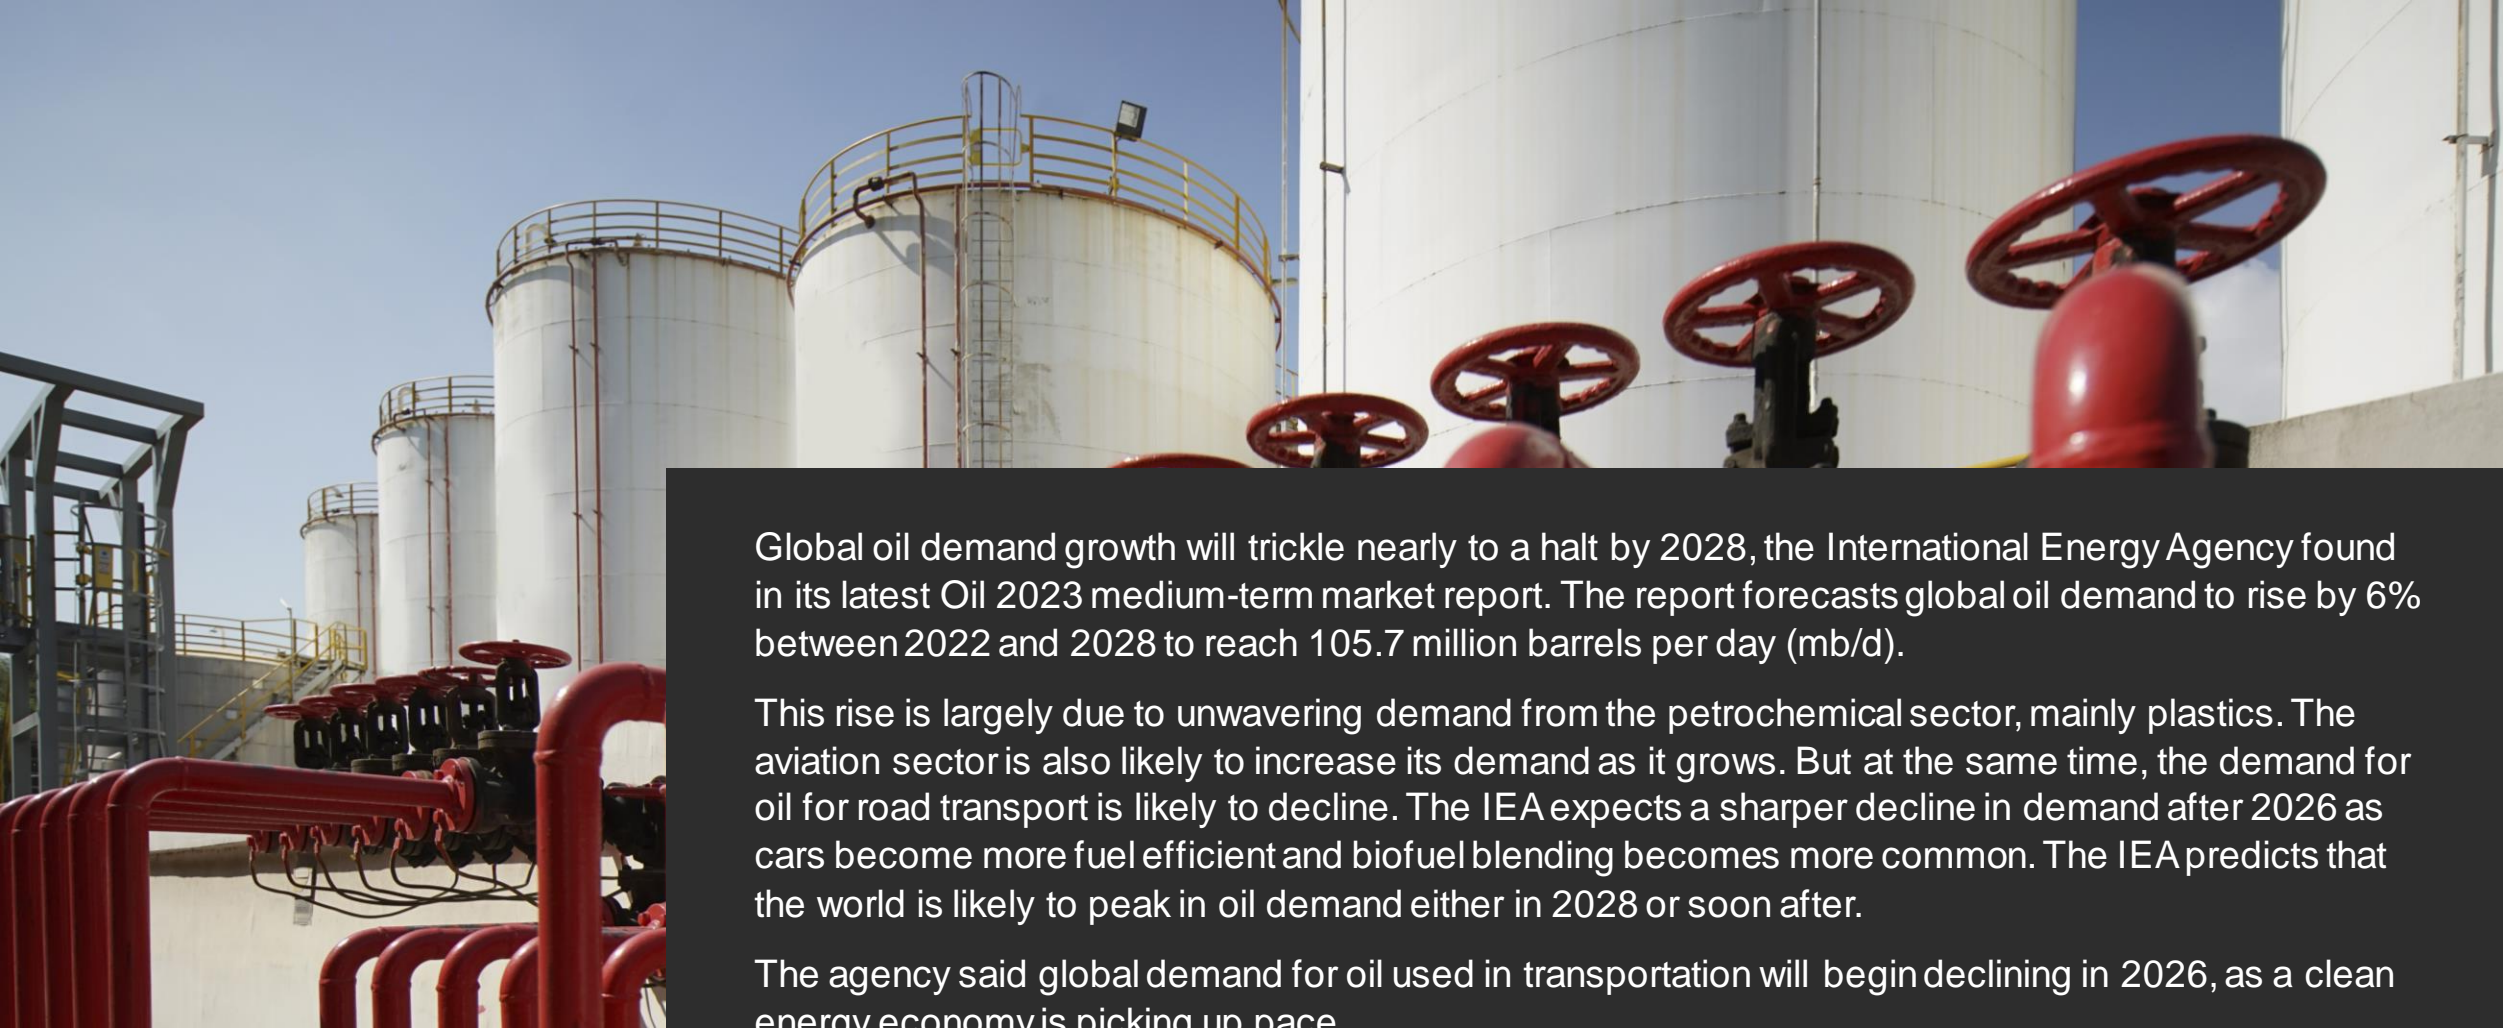 Global oil demand growth will trickle nearly to a halt by 2028, the International Energy Agency found
in its latest Oil 2023 medium-term market report. The report forecasts global oil demand to rise by 6%
between 2022 and 2028 to reach 105.7 million barrels per day (mb/d).
This rise is largely due to unwavering demand from the petrochemical sector, mainly plastics. The
aviation sector is also likely to increase its demand as it grows. But at the same time, the demand for
oil for road transport is likely to decline. The IEA expects a sharper decline in demand after 2026 as
cars become more fuel efficient and biofuel blending becomes more common. The IEA predicts that
the world is likely to peak in oil demand either in 2028 or soon after.
The agency said global demand for oil used in transportation will begin declining in 2026, as a clean
energy economy is picking up pace.